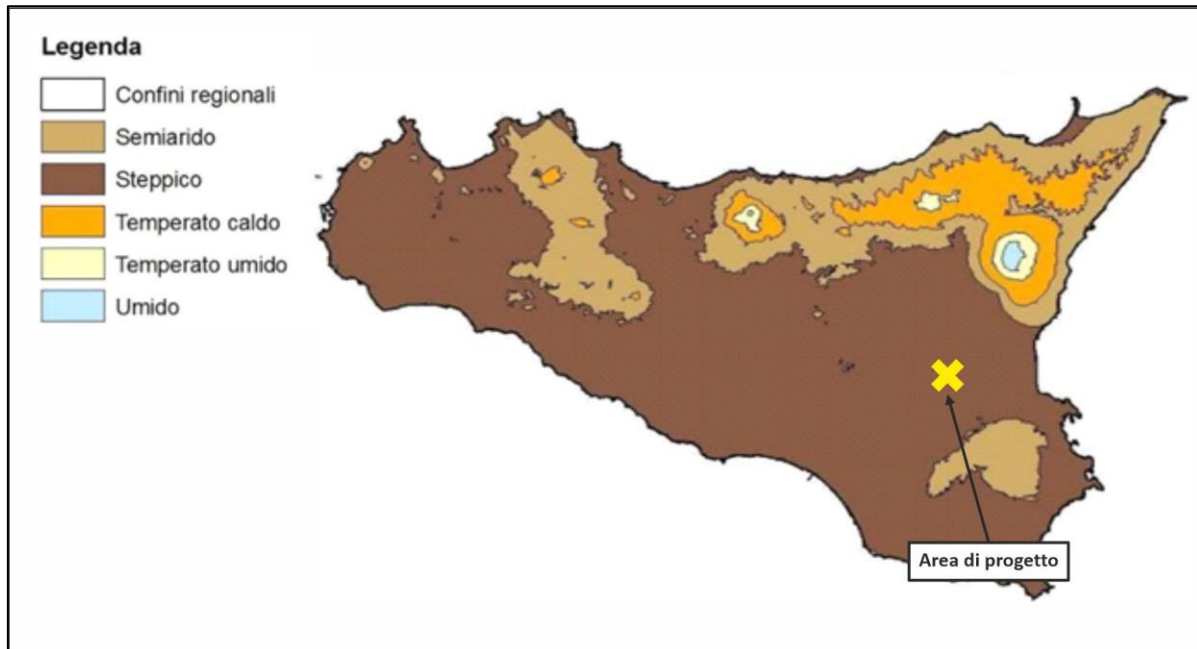 Legenda
Confini regionali
Semiarido
Steppico
Temperato caldo
Temperato umido
Umido
Area di progetto